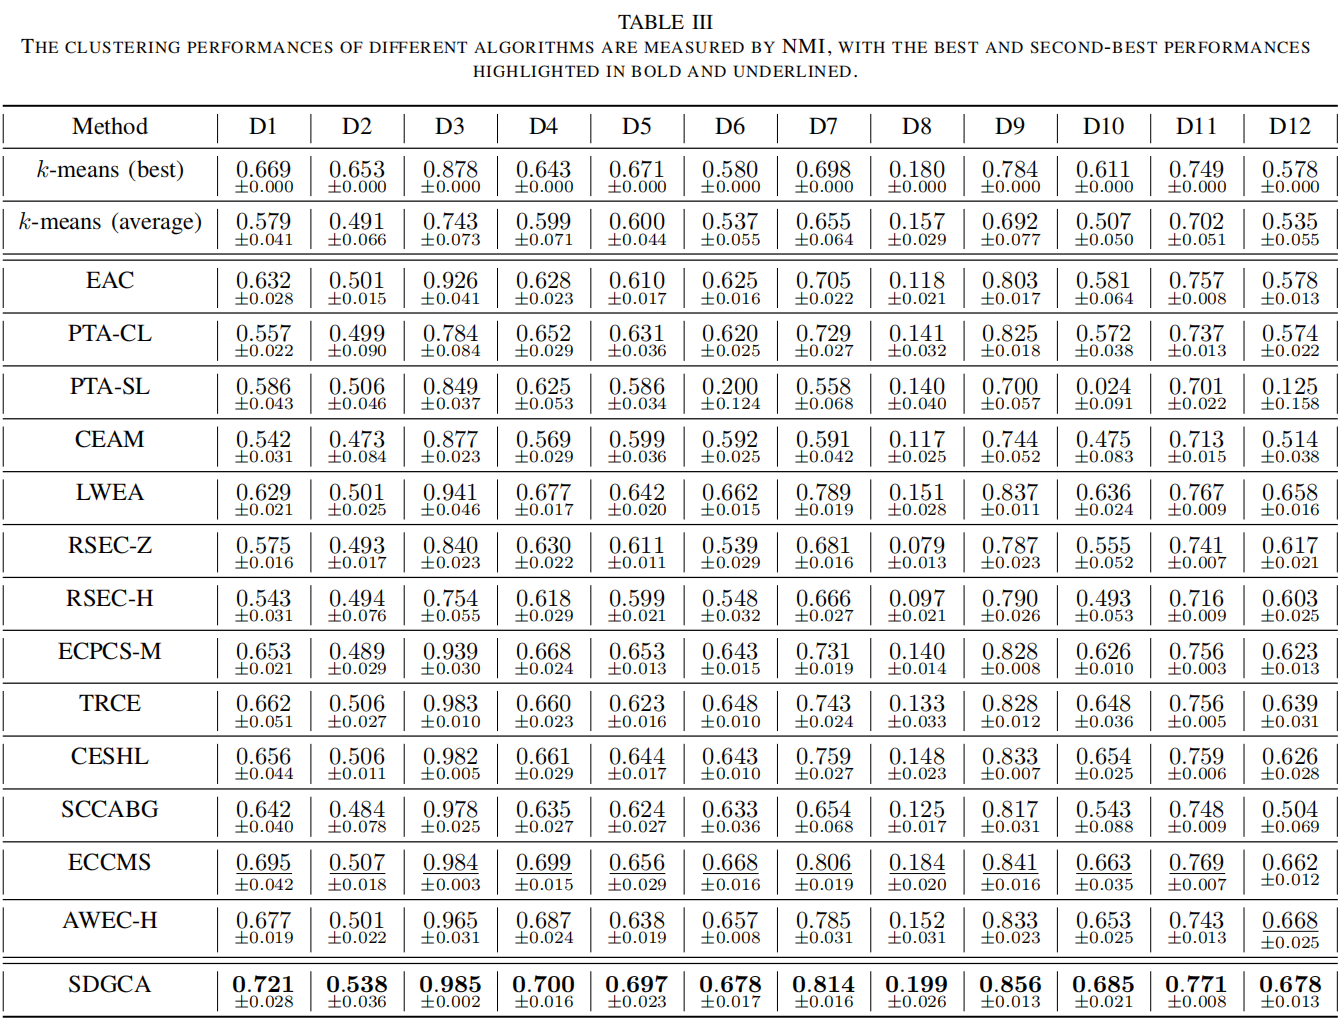 TABLE III
THE CLUSTERING PERFORMANCES OF DIFFERENT ALGORITHMS ARE MEASURED BY NMI, WITH THE BEST AND SECOND-BEST PERFORMANCES
HIGHLIGHTED IN BOLD AND UNDERLINED.
Method D1 D2 D3 D4 D5 D6 D7 D8 D9 D10 D11 D12
k-means (best) 0.669 0.653 0.878 0.643 0.671 0.580 0.698 0.180 0.784 0.611 0.749 0.578
±0.000 ±0.000 ±0.000 ±0.000 ±0.000 ±0.000 ±0.000 ±0.000 ±0.000 ±0.000 ±0.000 ±0.000
k-means (average) 0.579 0.491 0.743 0.599 0.600 0.537 0.655 0.157 0.692 0.507 0.702 0.535
±0.041 ±0.066 ±0.073 ±0.071 ±0.044 ±0.055 ±0.064 ±0.029 ±0.077 ±0.050 ±0.051 ±0.055
EAC 0.632 0.501 0.926 0.628 0.610 0.625 0.705 0.118 0.803 0.581 0.757 0.578
±0.028 ±0.015 ±0.041 ±0.023 ±0.017 ±0.016 ±0.022 ±0.021 ±0.017 ±0.064 ±0.008 ±0.013
PTA-CL 0.557 0.499 0.784 0.652 0.631 0.620 0.729 0.141 0.825 0.572 0.737 0.574
±0.022 ±0.090 ±0.084 ±0.029 ±0.036 ±0.025 ±0.027 ±0.032 ±0.018 ±0.038 ±0.013 ±0.022
PTA-SL 0.586 0.506 0.849 0.625 0.586 0.200 0.558 0.140 0.700 0.024 0.701 0.125
±0.043 ±0.046 ±0.037 ±0.053 ±0.034 ±0.124 ±0.068 ±0.040 ±0.057 ±0.091 ±0.022 ±0.158
CEAM 0.542 0.473 0.877 0.569 0.599 0.592 0.591 0.117 0.744 0.475 0.713 0.514
±0.031 ±0.084 ±0.023 ±0.029 ±0.036 ±0.025 ±0.042 ±0.025 ±0.052 ±0.083 ±0.015 ±0.038
LWEA 0.629 0.501 0.941 0.677 0.642 0.662 0.789 0.151 0.837 0.636 0.767 0.658
±0.021 ±0.025 ±0.046 ±0.017 ±0.020 ±0.015 ±0.019 ±0.028 ±0.011 ±0.024 ±0.009 ±0.016
RSEC-Z 0.575 0.493 0.840 0.630 0.611 0.539 0.681 0.079 0.787 0.555 0.741 0.617
±0.016 ±0.017 ±0.023 ±0.022 ±0.011 ±0.029 ±0.016 ±0.013 ±0.023 ±0.052 ±0.007 ±0.021
RSEC-H 0.543 0.494 0.754 0.618 0.599 0.548 0.666 0.097 0.790 0.493 0.716 0.603
±0.031 ±0.076 ±0.055 ±0.029 ±0.021 ±0.032 ±0.027 ±0.021 ±0.026 ±0.053 ±0.009 ±0.025
ECPCS-M 0.653 0.489 0.939 0.668 0.653 0.643 0.731 0.140 0.828 0.626 0.756 0.623
±0.021 ±0.029 ±0.030 ±0.024 ±0.013 ±0.015 ±0.019 ±0.014 ±0.008 ±0.010 ±0.003 ±0.013
TRCE 0.662 0.506 0.983 0.660 0.623 0.648 0.743 0.133 0.828 0.648 0.756 0.639
±0.051 ±0.027 ±0.010 ±0.023 ±0.016 ±0.010 ±0.024 ±0.033 ±0.012 ±0.036 ±0.005 ±0.031
CESHL 0.656 0.506 0.982 0.661 0.644 0.643 0.759 0.148 0.833 0.654 0.759 0.626
±0.044 ±0.011 ±0.005 ±0.029 ±0.017 ±0.010 ±0.027 ±0.023 ±0.007 ±0.025 ±0.006 ±0.028
SCCABG 0.642 0.484 0.978 0.635 0.624 0.633 0.654 0.125 0.817 0.543 0.748 0.504
±0.040 ±0.078 ±0.025 ±0.027 ±0.027 ±0.036 ±0.068 ±0.017 ±0.031 ±0.088 ±0.009 ±0.069
ECCMS 0.695 0.507 0.984 0.699 0.656 0.668 0.806 0.184 0.841 0.663 0.769 0.662
±0.042 ±0.018 ±0.003 ±0.015 ±0.029 ±0.016 ±0.019 ±0.020 ±0.016 ±0.035 ±0.007 ±0.012
AWEC-H 0.677 0.501 0.965 0.687 0.638 0.657 0.785 0.152 0.833 0.653 0.743 0.668
±0.019 ±0.022 ±0.031 ±0.024 ±0.019 ±0.008 ±0.031 ±0.031 ±0.023 ±0.025 ±0.013 ±0.025
SDGCA 0.721 0.538 0.985 0.700 0.697 0.678 0.814 0.199 0.856 0.685 0.771 0.678
±0.028 ±0.036 ±0.002 ±0.016 ±0.023 ±0.017 ±0.016 ±0.026 ±0.013 ±0.021 ±0.008 ±0.013